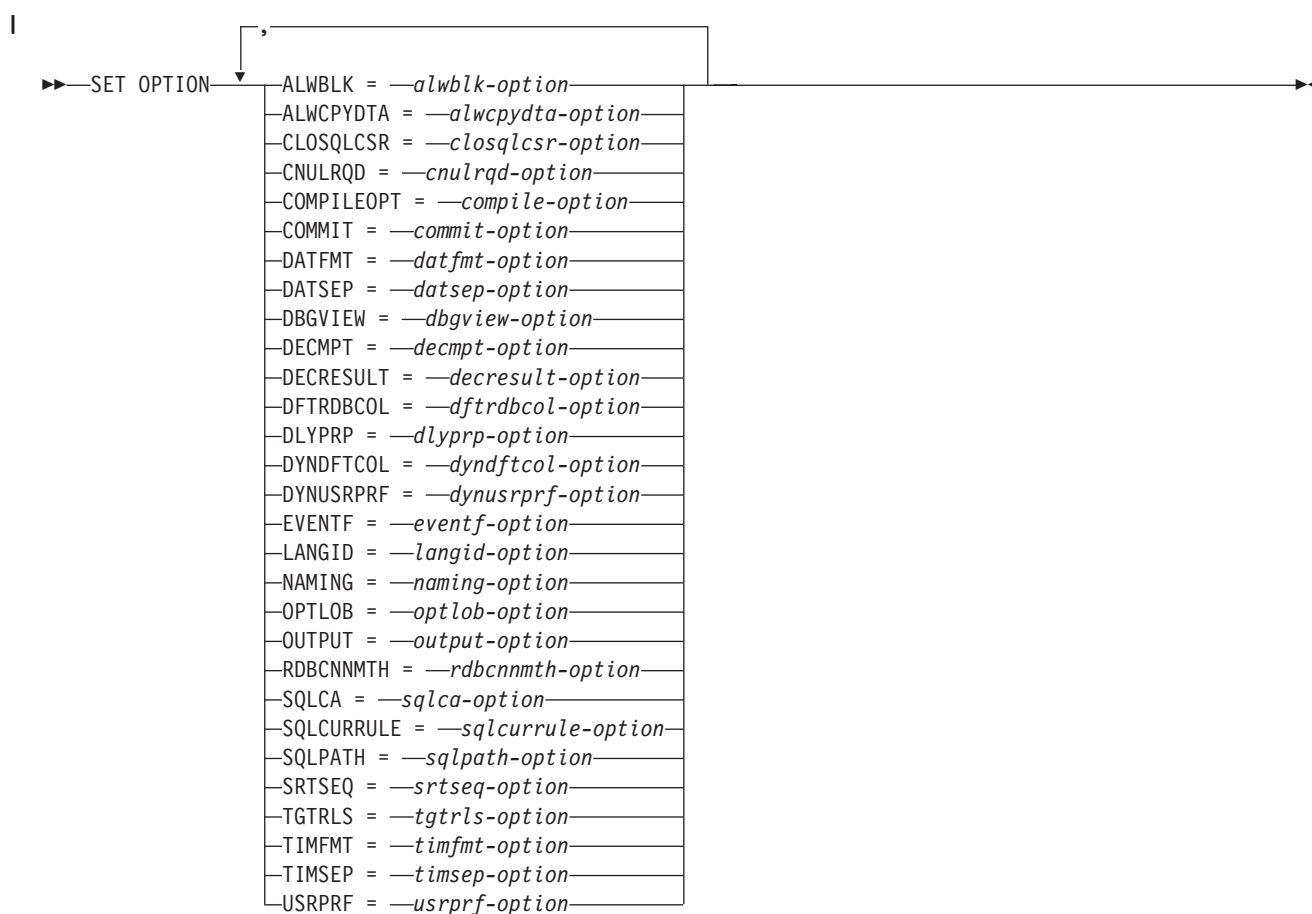 ,
SET OPTION ALWBLK = alwblk-option
ALWCPYDTA = alwcpydta-option
CLOSQLCSR = closqlcsr-option
CNULRQD = cnulrqd-option
COMPILEOPT = compile-option
COMMIT = commit-option
DATFMT = datfmt-option
DATSEP = datsep-option
DBGVIEW = dbgview-option
DECMPT = decmpt-option
DECRESULT = decresult-option
DFTRDBCOL = dftrdbcol-option
DLYPRP = dlyprp-option
DYNDFTCOL = dyndftcol-option
DYNUSRPRF = dynusrprf-option
EVENTF = eventf-option
LANGID = langid-option
NAMING = naming-option
OPTLOB = optlob-option
OUTPUT = output-option
RDBCNNMTH = rdbcnnmth-option
SQLCA = sqlca-option
SQLCURRULE = sqlcurrule-option
SQLPATH = sqlpath-option
SRTSEQ = srtseq-option
TGTRLS = tgtrls-option
TIMFMT = timfmt-option
TIMSEP = timsep-option
USRPRF = usrprf-option